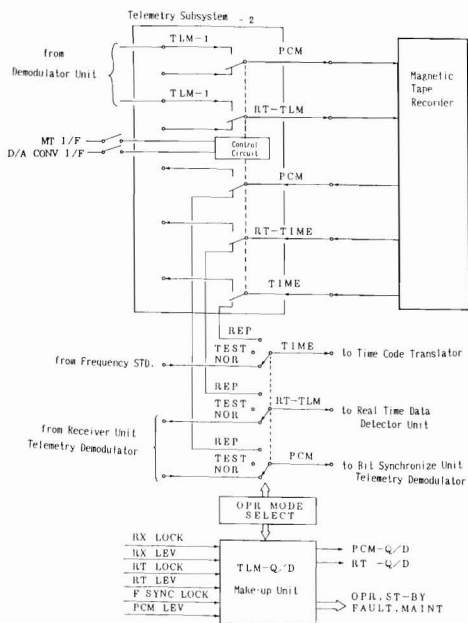 Telemetry Subsystem - 2
TLM-1
PCM
from
Demodulator Unit
TLM-1
RT-TLM
Magnetic
Tape
Recorder
MT I/F
D/A CONV I/F
Control
Circuit
PCM
RT-TIME
TIME
REP
TEST
NOR
TIME
from Frequency STD.
to Time Code Translator
REP
TEST
NOR
RT-TLM
to Real Time Data
Detector Unit
from Receiver Unit
Telemetry Demodulator
REP
TEST
NOR
PCM
to Bit Synchronize Unit
Telemetry Demodulator
OPR MODE
SELECT
RX LOCK
RX LEV
RT LOCK
RT LEV
F SYNC LOCK
PCM LEV
TLM-Q/D
Make-up Unit
PCM-Q/D
RT -Q/D
OPR.ST-BY
FAULT.MAINT